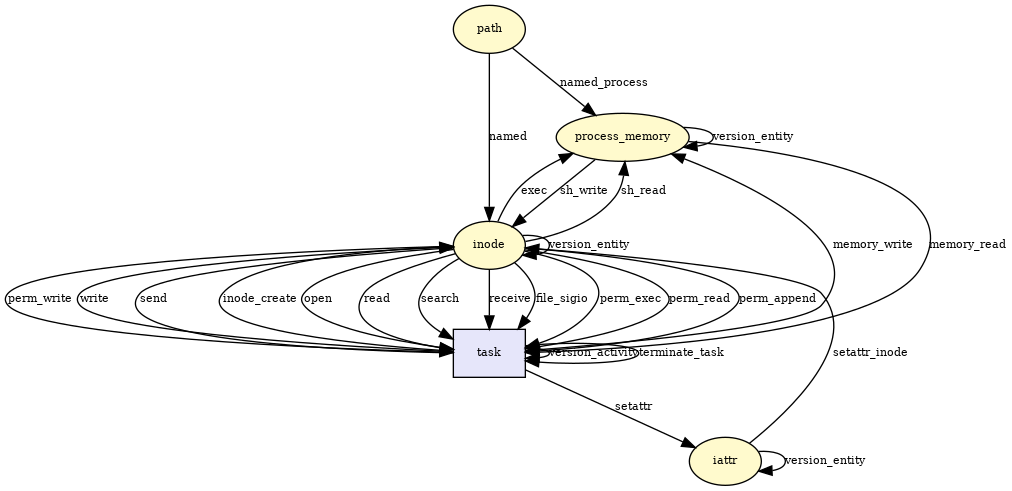 path
named_process
named
process_memory
version_entity
exec
sh_write
sh_read
inode
version_entity
memory_write
memory_read
perm_write
write
send
inode_create
open
read
search
receive
file_sigio
perm_exec
perm_read
perm_append
task
version_activity
terminate_task
setattr_inode
setattr
iattr
version_entity